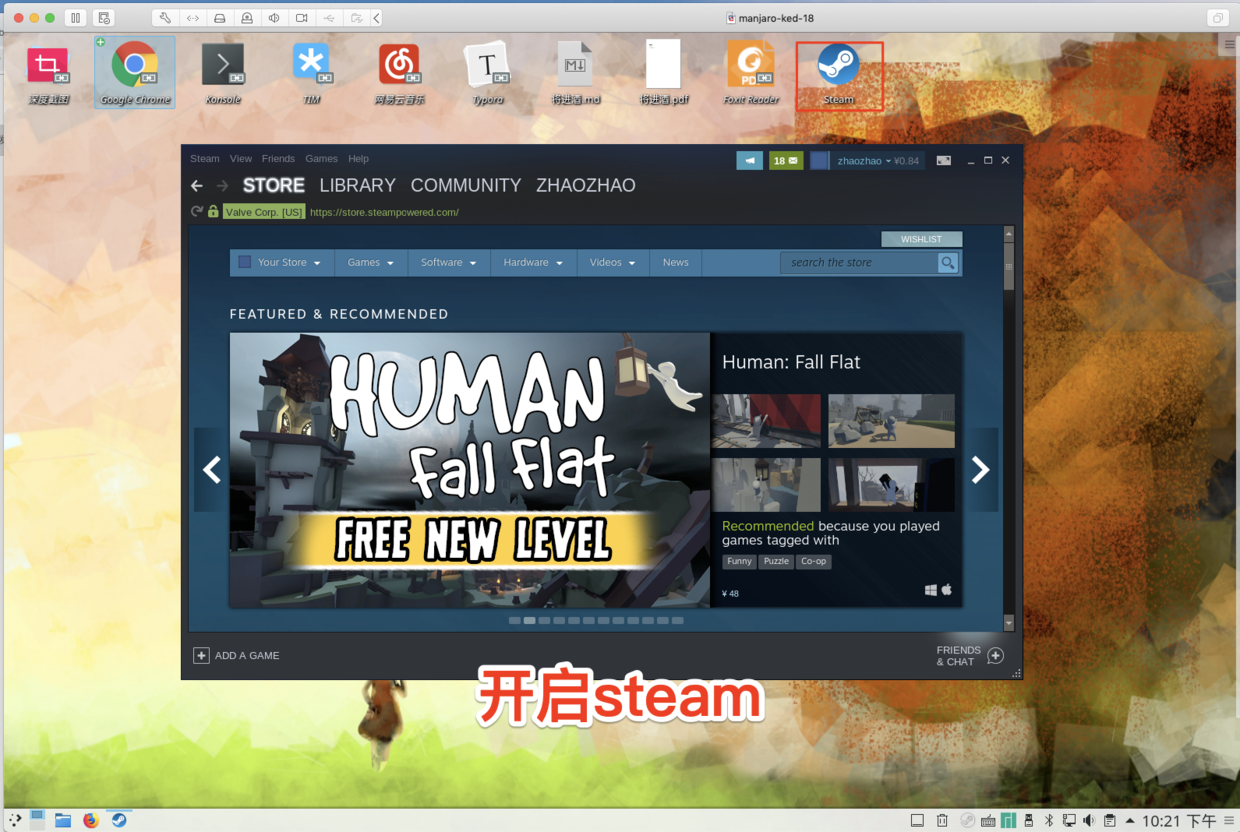 manjaro-ked-18
深度截图
Google Chrome
Konsole
TIM
网易云音乐
Typora
将进酒.md
将进酒.pdf
Foxit Reader
Steam
Steam View Friends Games Help
18
zhaozhao ¥0.84
STORE LIBRARY COMMUNITY ZHAOZHAO
Valve Corp. [US] https://store.steampowered.com/
WISHLIST
Your Store Games Software Hardware Videos News
search the store
FEATURED & RECOMMENDED
HUMAN
fall flat
FREE NEW LEVEL
Human: Fall Flat
Recommended because you played
games tagged with
Funny Puzzle Co-op
¥ 48
ADD A GAME
FRIENDS
& CHAT
开启steam
10:21 下午